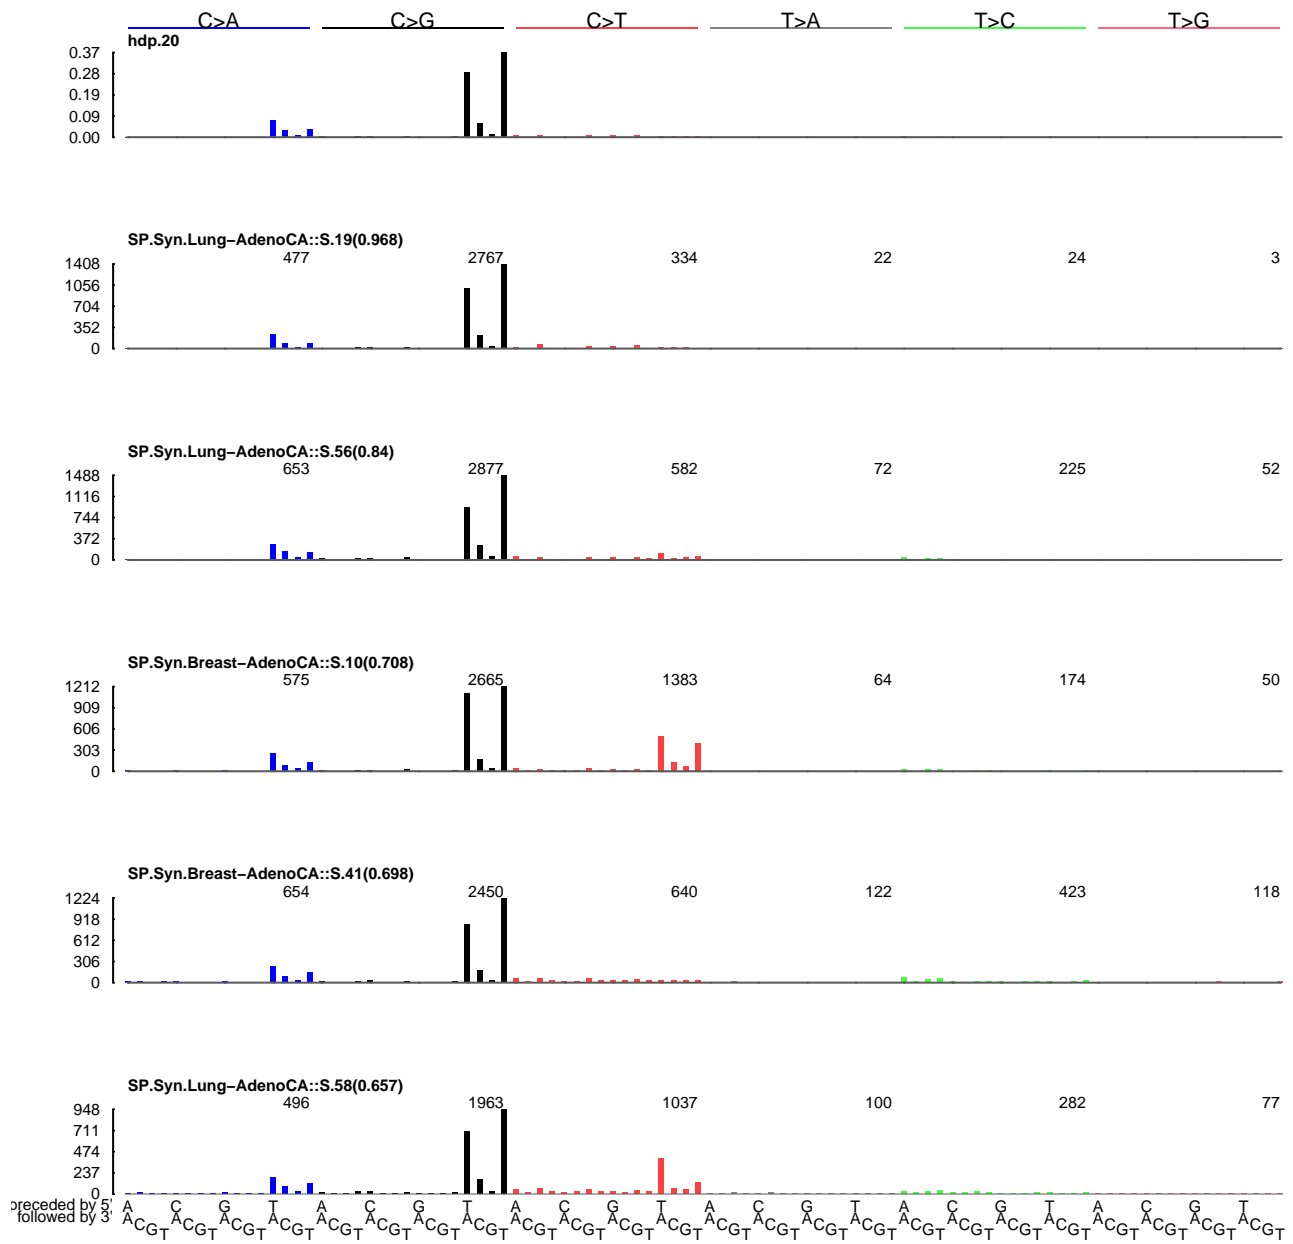 C>A C>G C>T T>A T>C T>G
hdp.20
0.37
0.28
0.19
0.09
0.00
SP.Syn.Lung−AdenoCA::S.19(0.968)
477 2767 334 22 24 3
1408
1056
704
352
0
SP.Syn.Lung−AdenoCA::S.56(0.84)
653 2877 582 72 225 52
1488
1116
744
372
0
SP.Syn.Breast−AdenoCA::S.10(0.708)
575 2665 1383 64 174 50
1212
909
606
303
0
SP.Syn.Breast−AdenoCA::S.41(0.698)
654 2450 640 122 423 118
1224
918
612
306
0
SP.Syn.Lung−AdenoCA::S.58(0.657)
496 1963 1037 100 282 77
948
711
474
237
0
preceded by 5' A C G T A C G T A C G T A C G T A C G T A C G T
followed by 3' A C G T A C G T A C G T A C G T A C G T A C G T A C G T A C G T A C G T A C G T A C G T A C G T A C G T A C G T A C G T A C G T A C G T A C G T A C G T A C G T A C G T A C G T A C G T A C G T